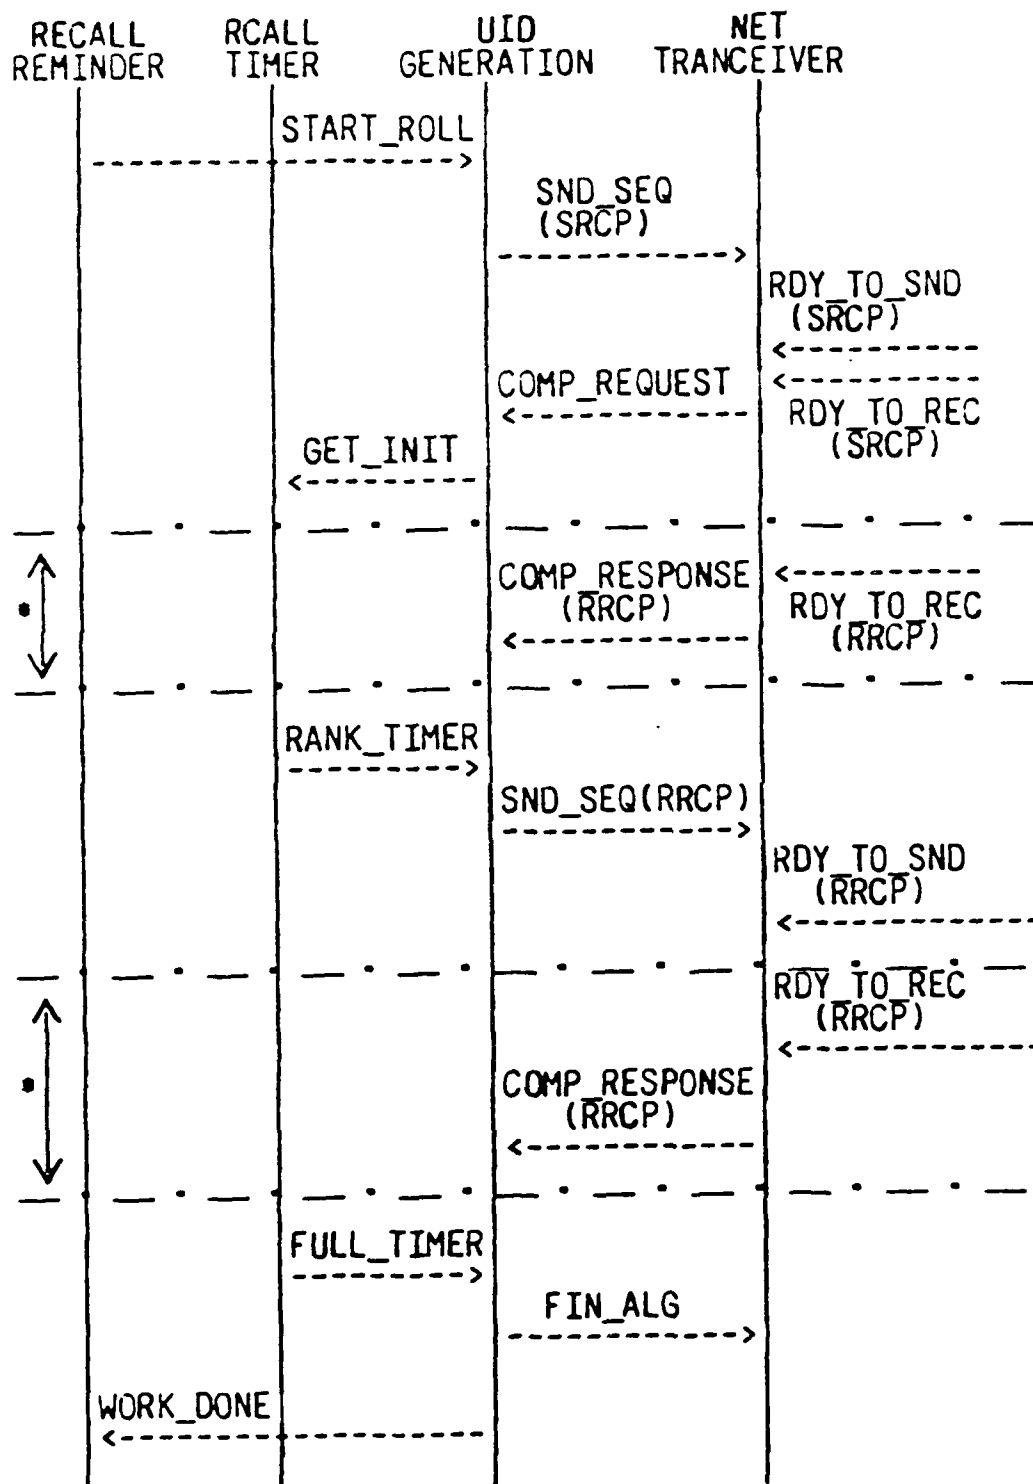 RECALL
REMINDER
RCALL
TIMER
UID
GENERATION
NET
TRANCEIVER
START_ROLL
SND_SEQ
(SRCP)
RDY_TO_SND
(SRCP)
COMP_REQUEST
RDY_TO_REC
(SRCP)
GET_INIT
COMP_RESPONSE
(RRCP)
RDY_TO_REC
(RRCP)
*
RANK_TIMER
SND_SEQ(RRCP)
RDY_TO_SND
(RRCP)
RDY_TO_REC
(RRCP)
*
COMP_RESPONSE
(RRCP)
FULL_TIMER
FIN_ALG
WORK_DONE